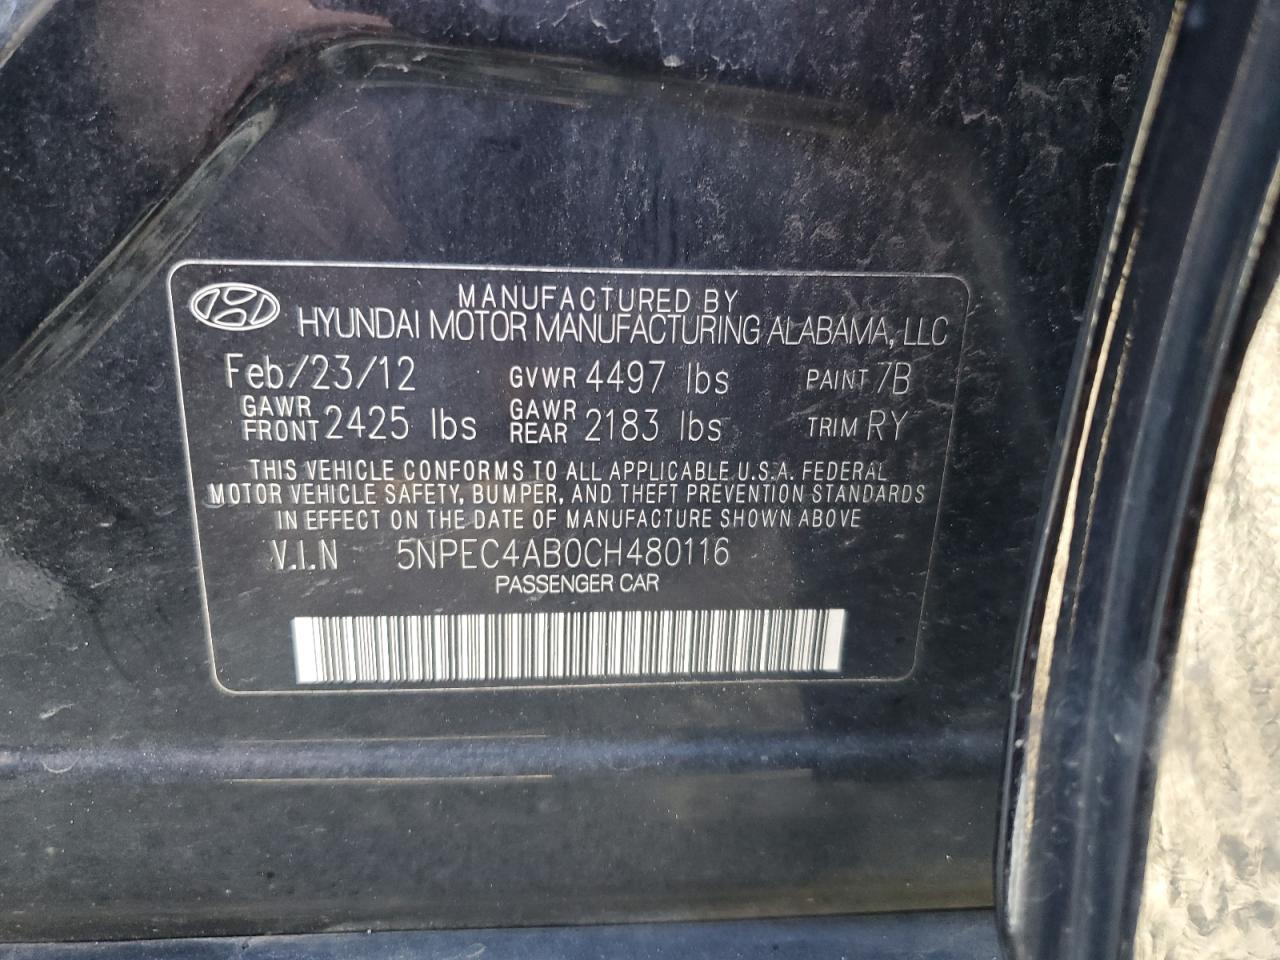 MANUFACTURED BY
HYUNDAI MOTOR MANUFACTURING ALABAMA, LLC
Feb/23/12 GVWR 4497 lbs PAINT 7B
GAWR FRONT 2425 lbs GAWR REAR 2183 lbs TRIM RY
THIS VEHICLE CONFORMS TO ALL APPLICABLE U.S.A. FEDERAL
MOTOR VEHICLE SAFETY, BUMPER, AND THEFT PREVENTION STANDARDS
IN EFFECT ON THE DATE OF MANUFACTURE SHOWN ABOVE
V.I.N 5NPEC4AB0CH480116
PASSENGER CAR